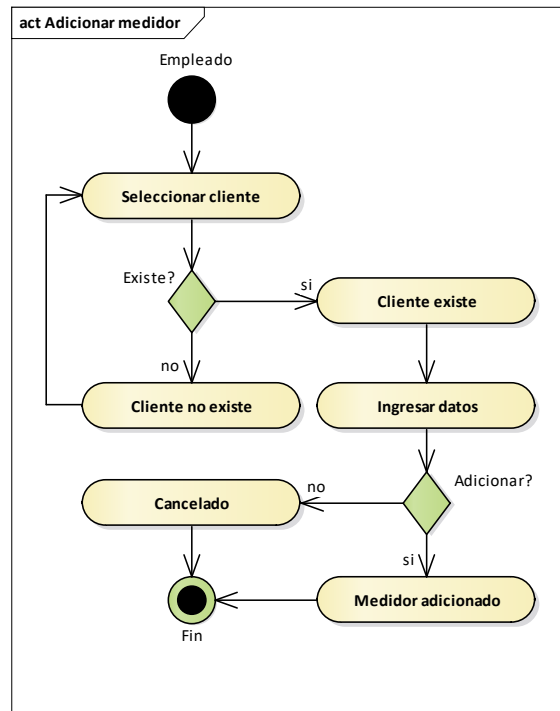 act Adicionar medidor
Empleado
Seleccionar cliente
Existe?
si
Cliente existe
no
Cliente no existe
Ingresar datos
Adicionar?
no
Cancelado
si
Medidor adicionado
Fin